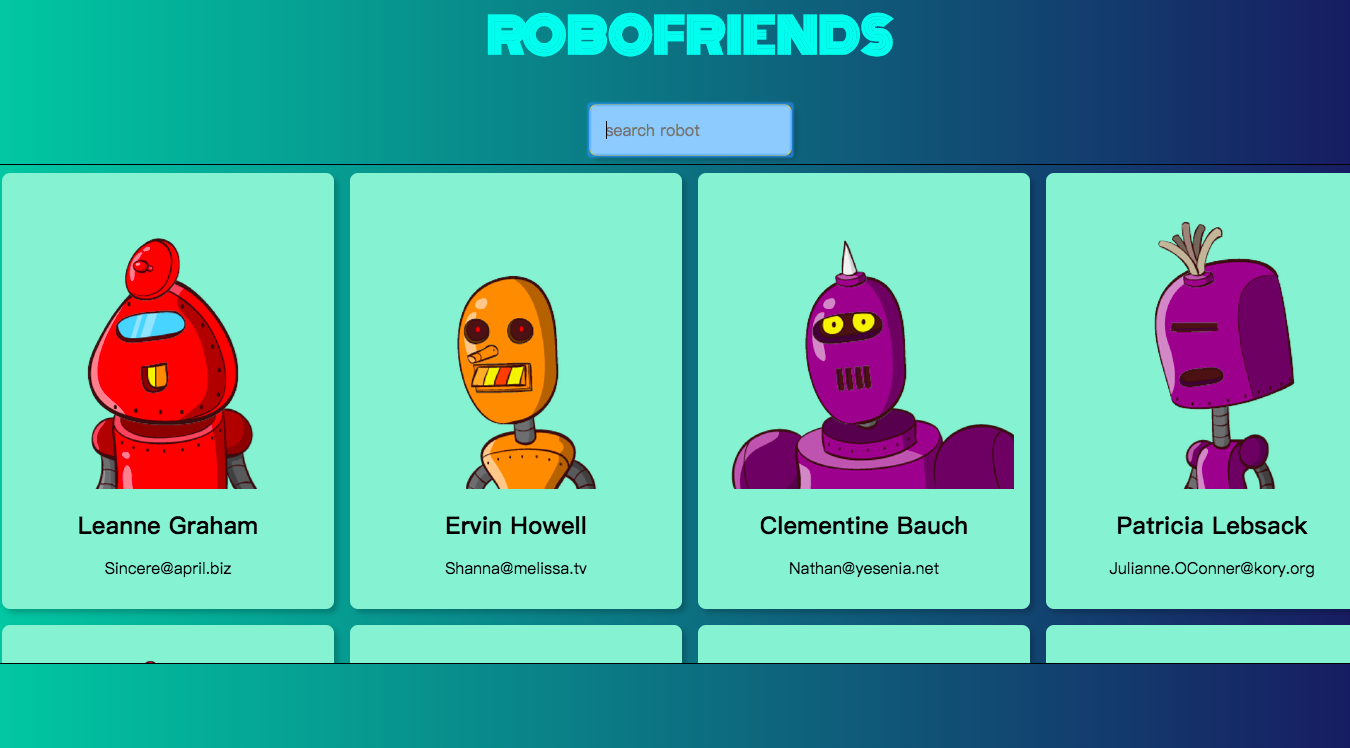 ROBOFRIENDS
search robot
Leanne Graham
Sincere@april.biz
Ervin Howell
Shanna@melissa.tv
Clementine Bauch
Nathan@yesenia.net
Patricia Lebsack
Julianne.OConner@kory.org